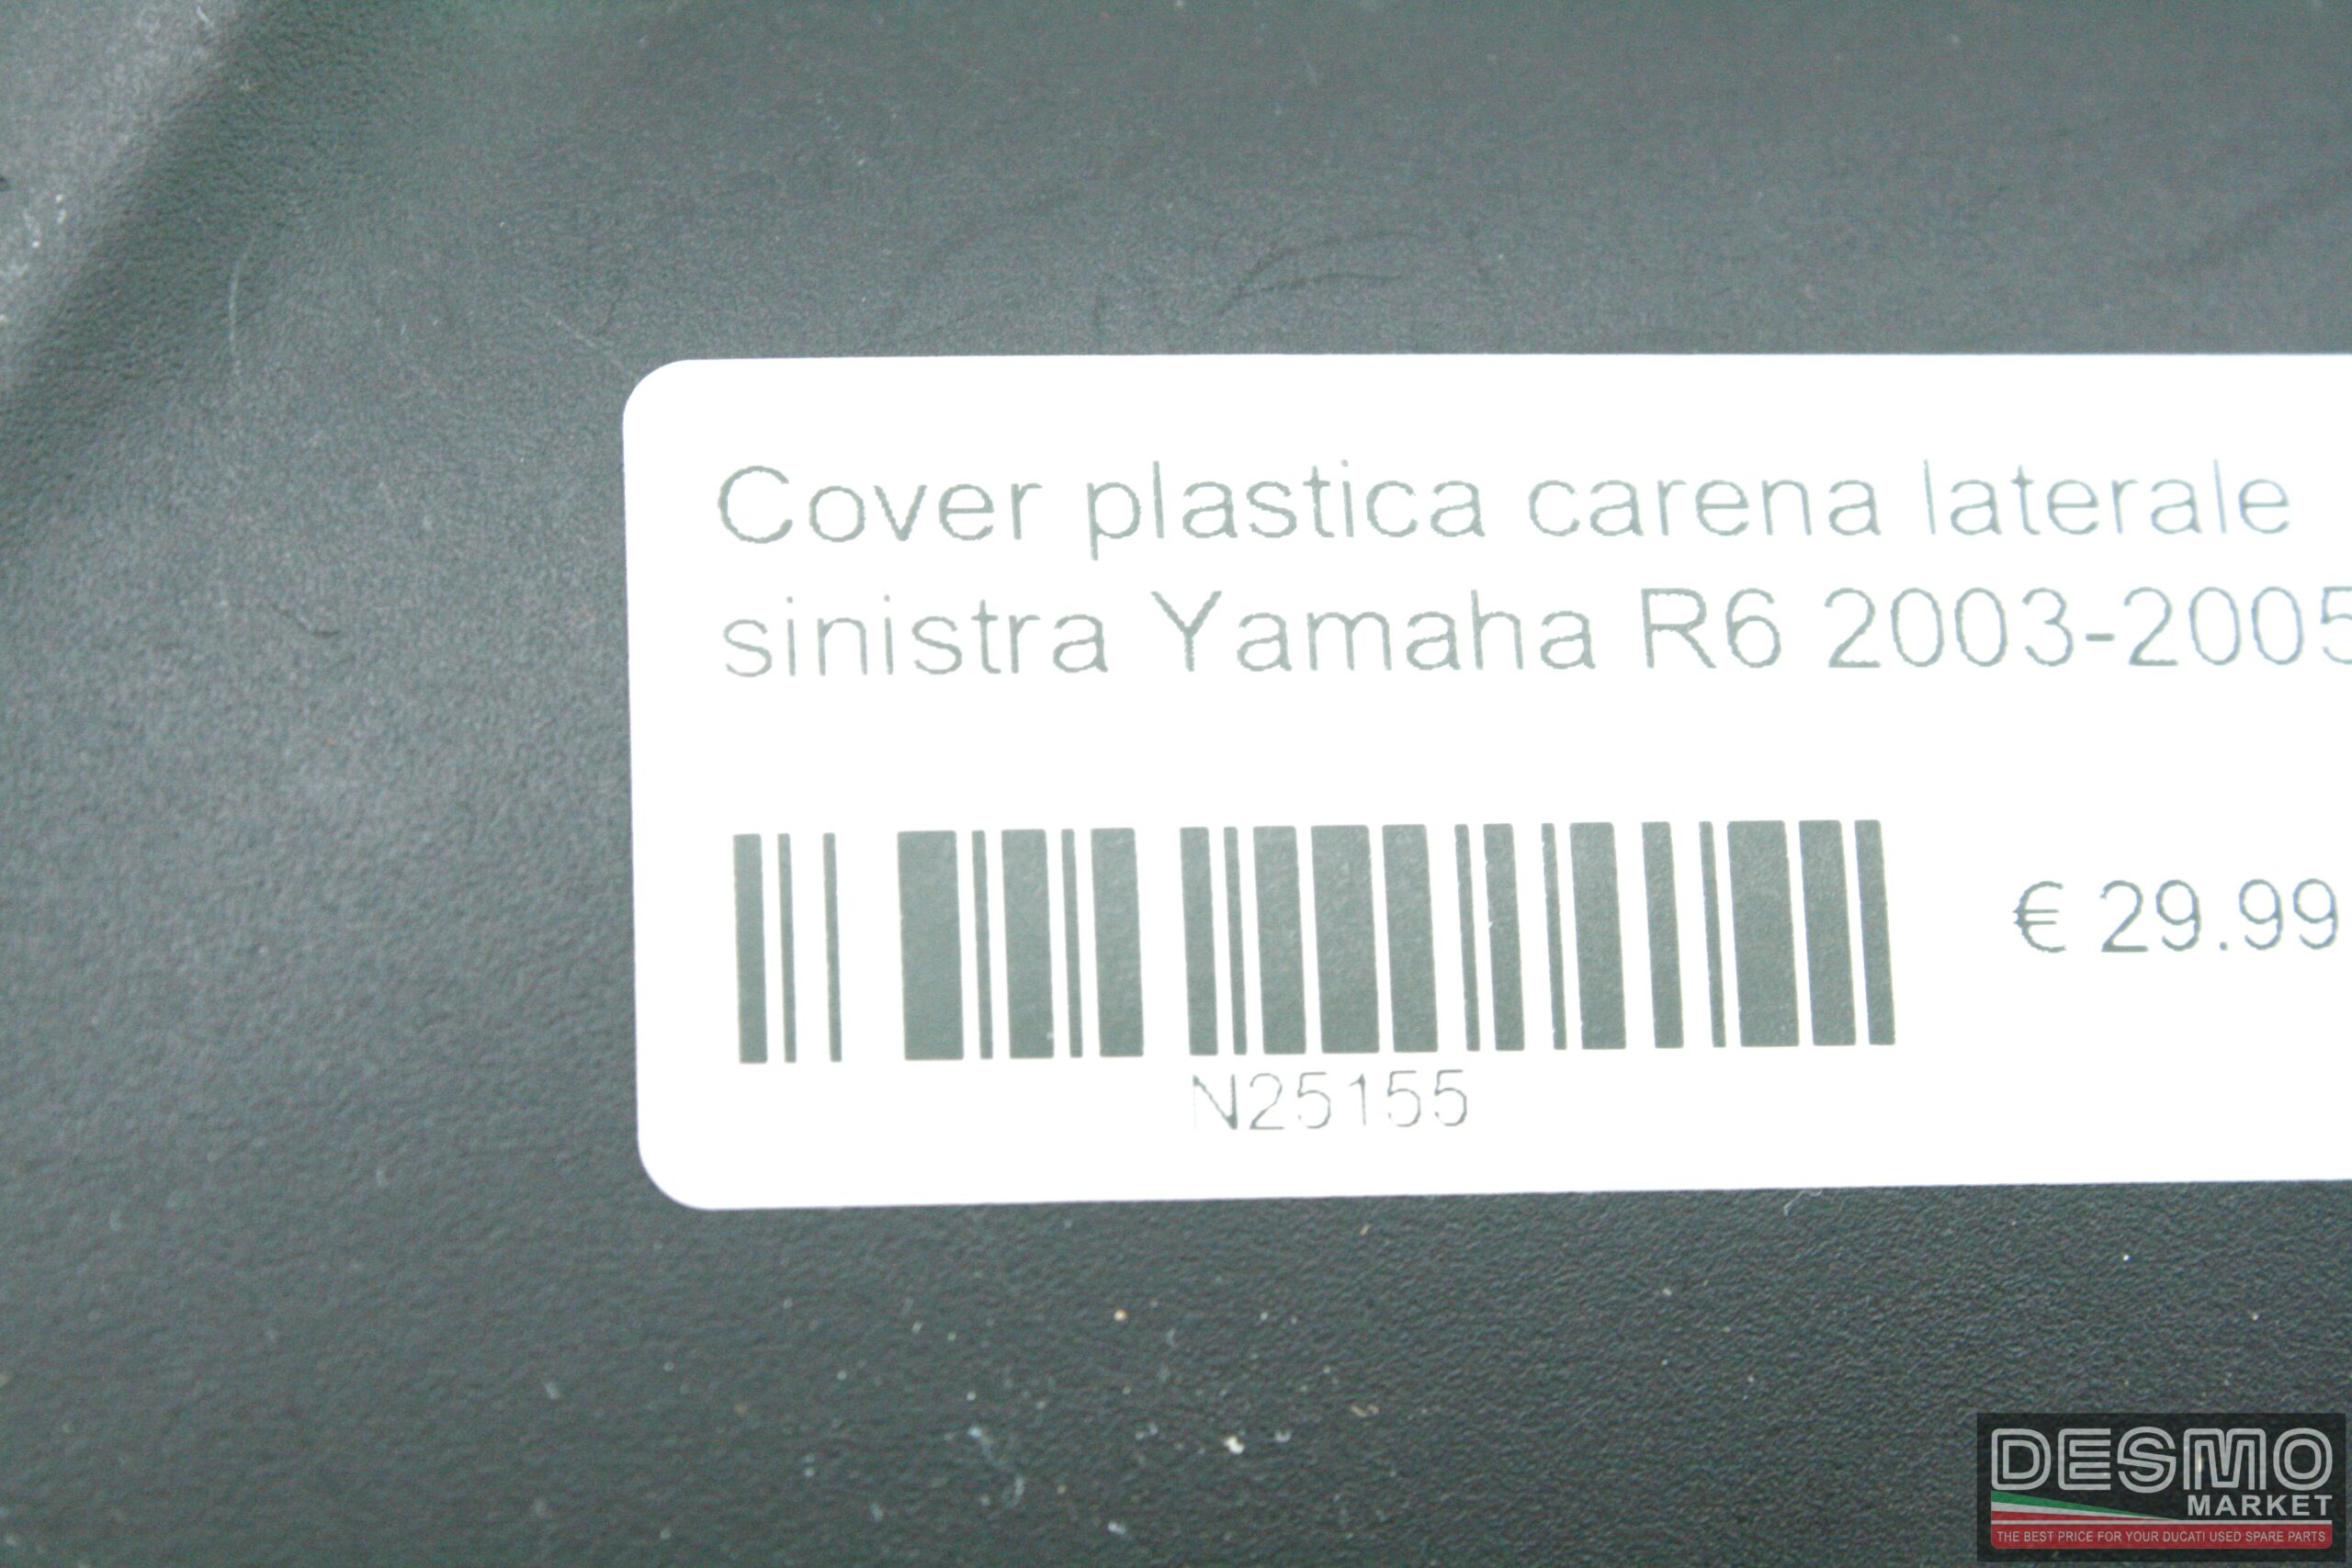 Cover plastica carena laterale
sinistra Yamaha R6 2003-2005
€ 29.99
N25155
DESMO
MARKET
THE BEST PRICE FOR YOUR DUCATI USED SPARE PARTS